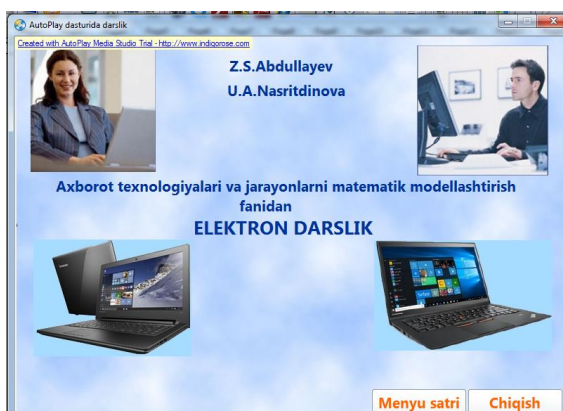 AutoPlay dasturida darslik
Created with AutoPlay Media Studio Trial - http://www.indigorose.com
Z.S.Abdullayev
U.A.Nasritdinova
Axborot texnologiyalari va jarayonlarni matematik modellashtirish
fanidan
ELEKTRON DARSLIK
Menyu satri
Chiqish